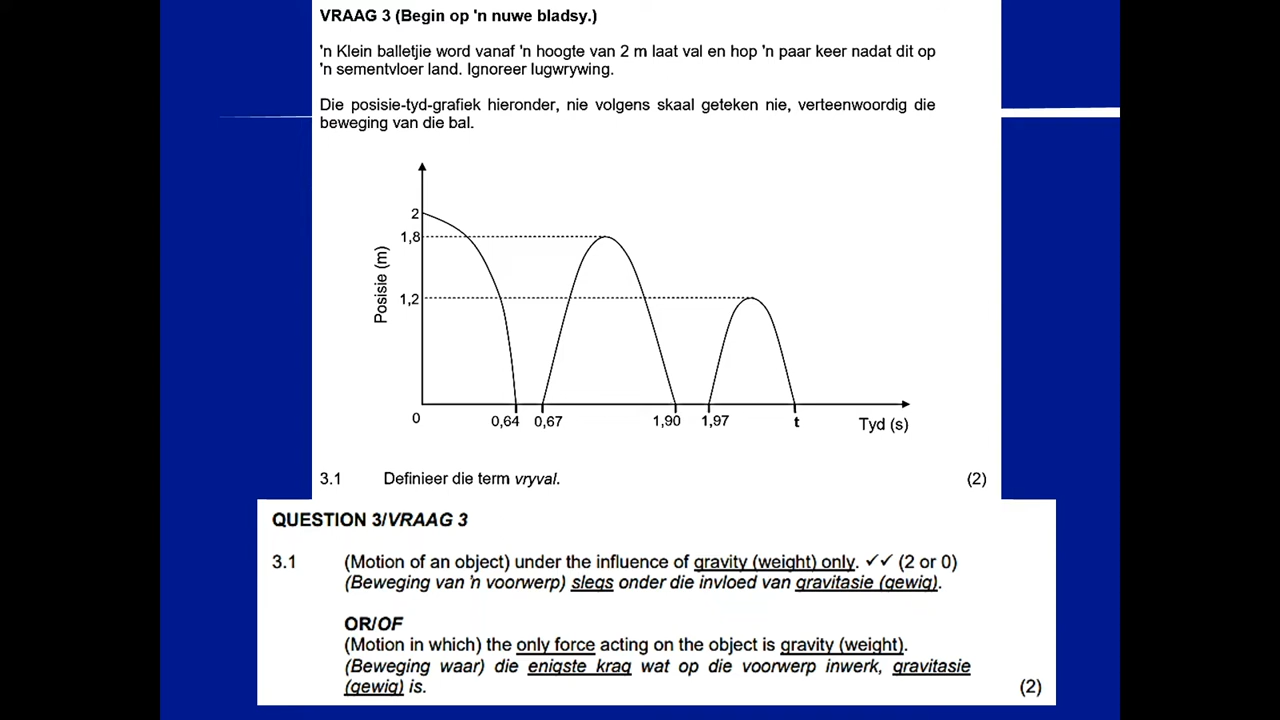 VRAAG 3 (Begin op 'n nuwe bladsy.)
'n Klein balletjie word vanaf 'n hoogte van 2 m laat val en hop 'n paar keer nadat dit op
'n sementvloer land. Ignoreer lugwrywing.
Die posisie-tyd-grafiek hieronder, nie volgens skaal geteken nie, verteenwoordig die
beweging van die bal.
2
1,8
1,2
Posisie (m)
0
0,64 0,67 1,90 1,97 t
Tyd (s)
3.1 Definieer die term vryval. (2)
QUESTION 3/VRAAG 3
3.1 (Motion of an object) under the influence of gravity (weight) only. ✓✓ (2 or 0)
(Beweging van 'n voorwerp) slegs onder die invloed van gravitasie (gewig).
OR/OF
(Motion in which) the only force acting on the object is gravity (weight).
(Beweging waar) die enigste krag wat op die voorwerp inwerk, gravitasie
(gewig) is. (2)